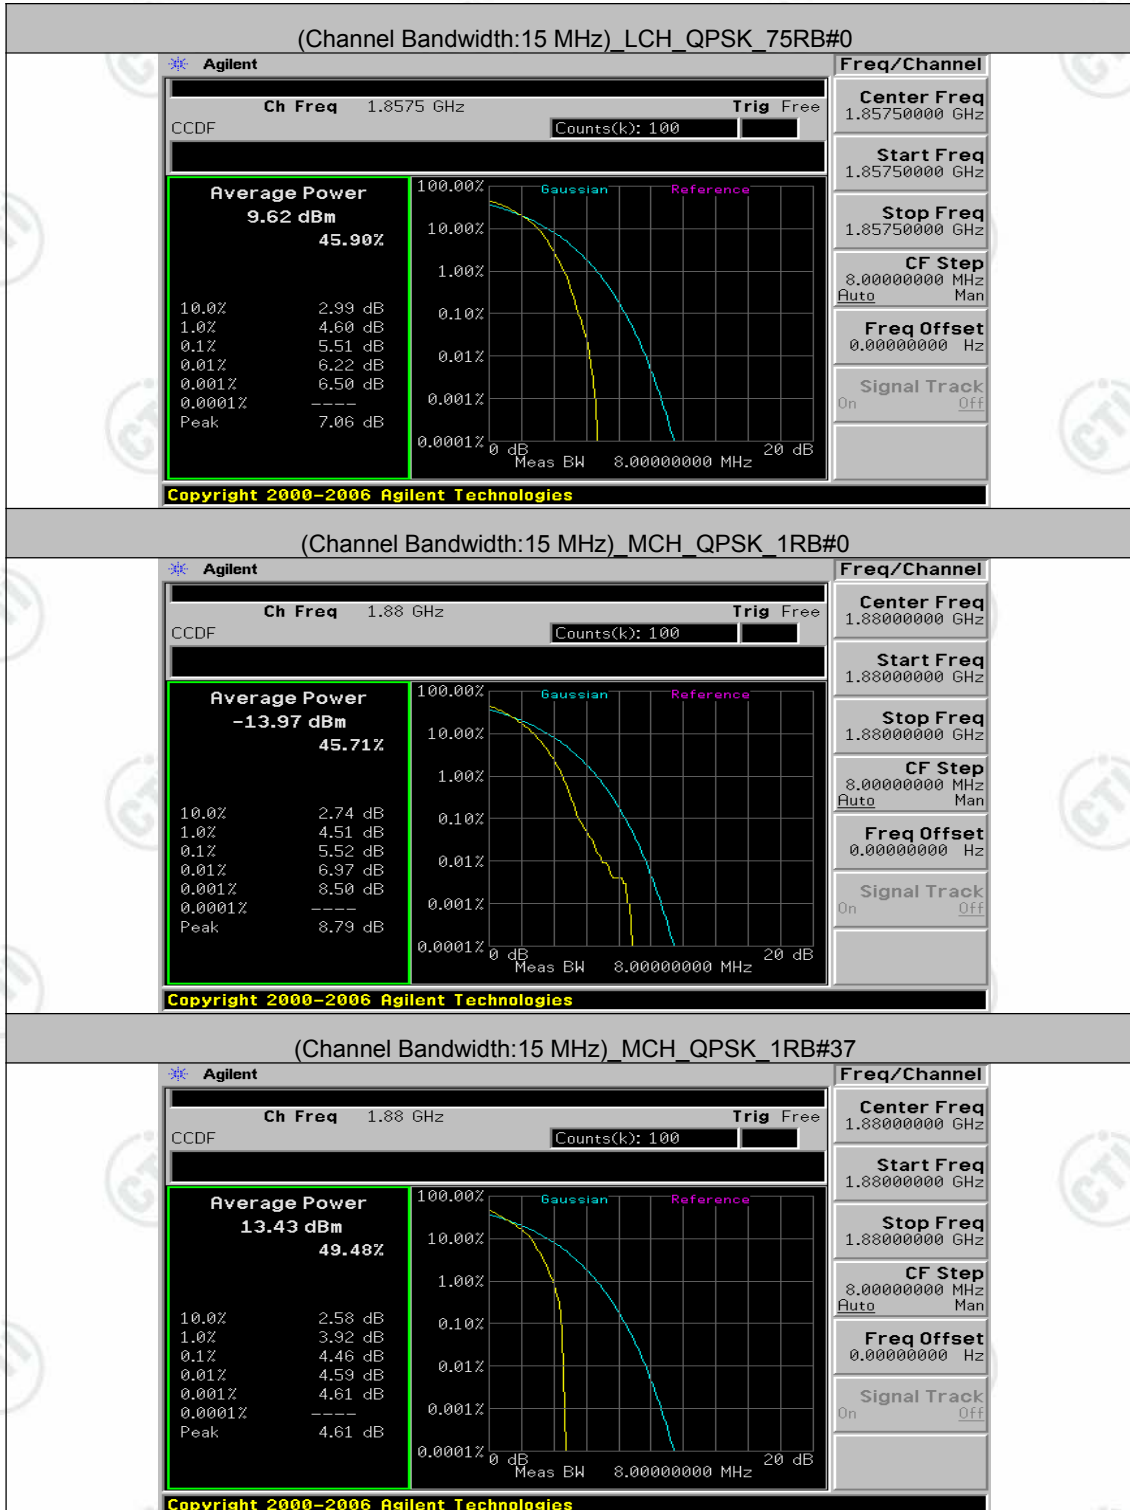 (Channel Bandwidth:15 MHz)_LCH_QPSK_75RB#0
Agilent
Freq/Channel
Ch Freq 1.8575 GHz Trig Free
CCDF Counts(k): 100
Center Freq
1.85750000 GHz
Start Freq
1.85750000 GHz
Stop Freq
1.85750000 GHz
CF Step
8.00000000 MHz
Auto Man
Freq Offset
0.00000000 Hz
Signal Track
On Off
Average Power
9.62 dBm
45.90%
10.0% 2.99 dB
1.0% 4.60 dB
0.1% 5.51 dB
0.01% 6.22 dB
0.001% 6.50 dB
0.0001% ----
Peak 7.06 dB
Gaussian Reference
100.00%
10.00%
1.00%
0.10%
0.01%
0.001%
0.0001%
0 dB 20 dB
Meas BW 8.00000000 MHz
Copyright 2000-2006 Agilent Technologies
(Channel Bandwidth:15 MHz)_MCH_QPSK_1RB#0
Agilent
Freq/Channel
Ch Freq 1.88 GHz Trig Free
CCDF Counts(k): 100
Center Freq
1.88000000 GHz
Start Freq
1.88000000 GHz
Stop Freq
1.88000000 GHz
CF Step
8.00000000 MHz
Auto Man
Freq Offset
0.00000000 Hz
Signal Track
On Off
Average Power
-13.97 dBm
45.71%
10.0% 2.74 dB
1.0% 4.51 dB
0.1% 5.52 dB
0.01% 6.97 dB
0.001% 8.50 dB
0.0001% ----
Peak 8.79 dB
Gaussian Reference
100.00%
10.00%
1.00%
0.10%
0.01%
0.001%
0.0001%
0 dB 20 dB
Meas BW 8.00000000 MHz
Copyright 2000-2006 Agilent Technologies
(Channel Bandwidth:15 MHz)_MCH_QPSK_1RB#37
Agilent
Freq/Channel
Ch Freq 1.88 GHz Trig Free
CCDF Counts(k): 100
Center Freq
1.88000000 GHz
Start Freq
1.88000000 GHz
Stop Freq
1.88000000 GHz
CF Step
8.00000000 MHz
Auto Man
Freq Offset
0.00000000 Hz
Signal Track
On Off
Average Power
13.43 dBm
49.48%
10.0% 2.58 dB
1.0% 3.92 dB
0.1% 4.46 dB
0.01% 4.59 dB
0.001% 4.61 dB
0.0001% ----
Peak 4.61 dB
Gaussian Reference
100.00%
10.00%
1.00%
0.10%
0.01%
0.001%
0.0001%
0 dB 20 dB
Meas BW 8.00000000 MHz
Copyright 2000-2006 Agilent Technologies
CTI
CTI
CTI
CTI
CTI
CTI